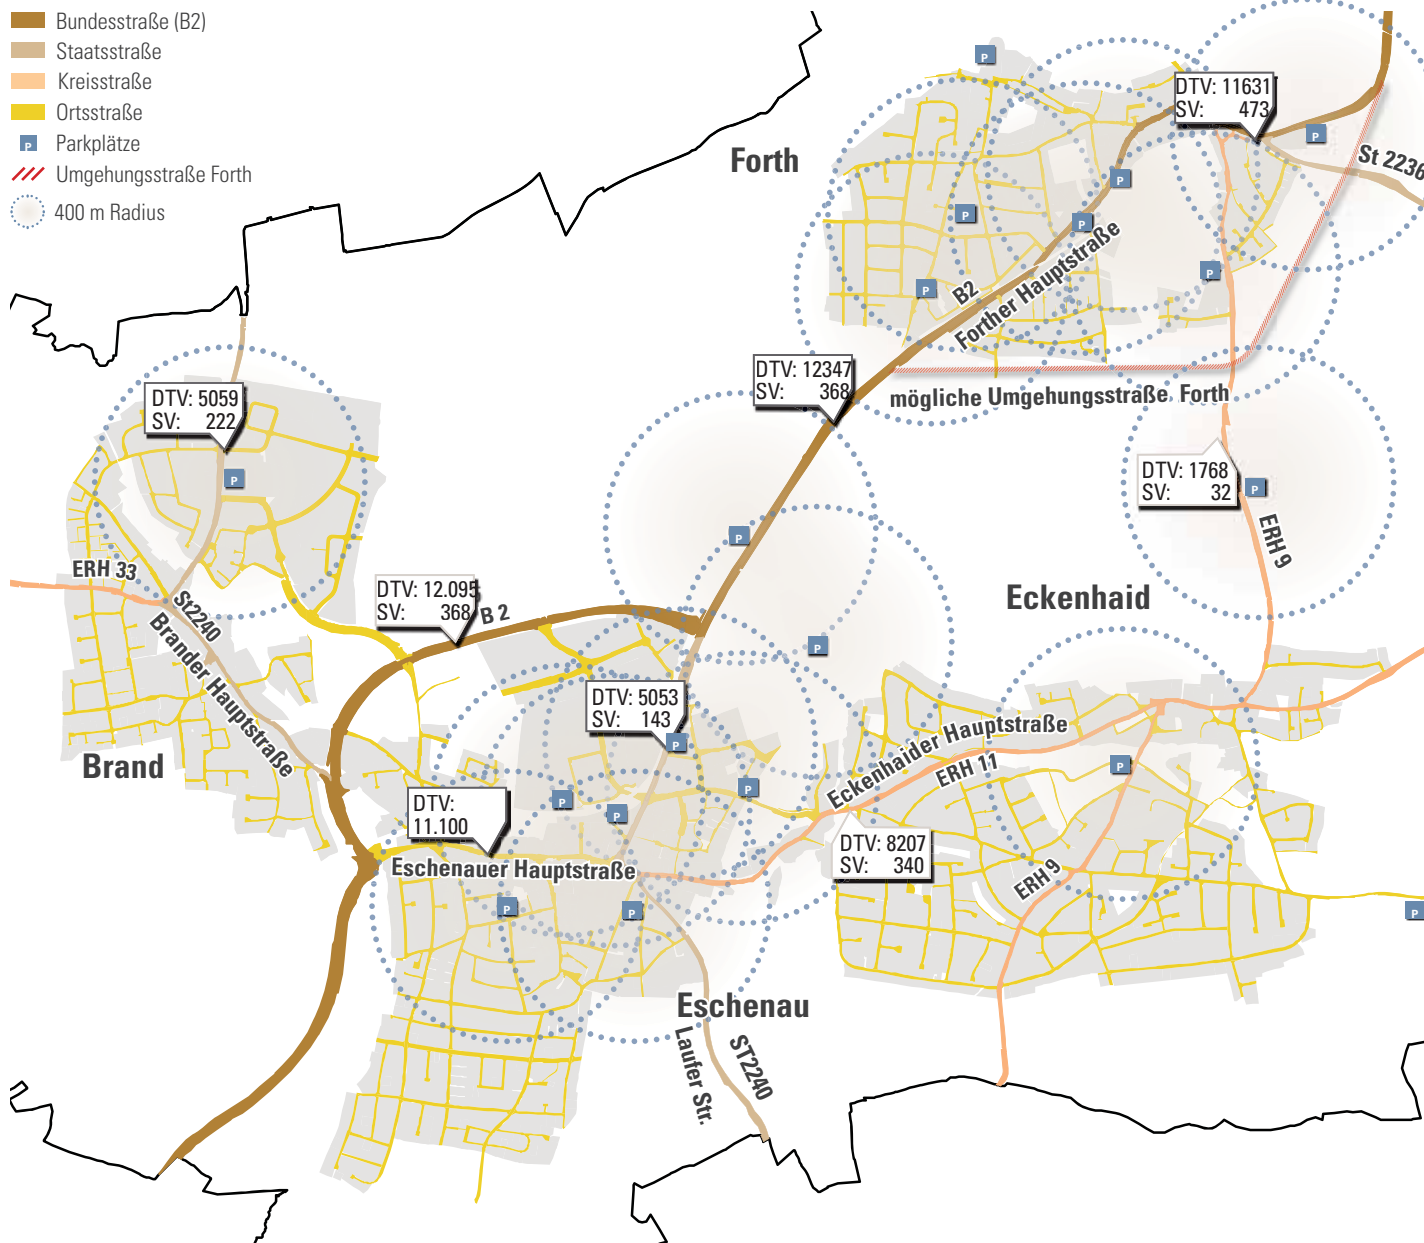 Bundesstraße (B2)
Staatsstraße
Kreisstraße
Ortsstraße
P Parkplätze
Umgehungsstraße Forth
400 m Radius
Forth
P
DTV: 11631
SV: 473
P
St 2236
P
P
P
P
P
B2
Forther Hauptstraße
DTV: 12347
SV: 368
mögliche Umgehungsstraße Forth
DTV: 5059
SV: 222
P
DTV: 1768
SV: 32
P
ERH 9
P
ERH 33
St2240
Brander Hauptstraße
DTV: 12.095
SV: 368
B 2
Eckenhaid
P
DTV: 5053
SV: 143
P
Brand
Eckenhaider Hauptstraße
ERH 11
P
P
P
P
DTV:
11.100
DTV: 8207
SV: 340
Eschenauer Hauptstraße
ERH 9
P
P
P
Eschenau
Laufer Str.
ST2240